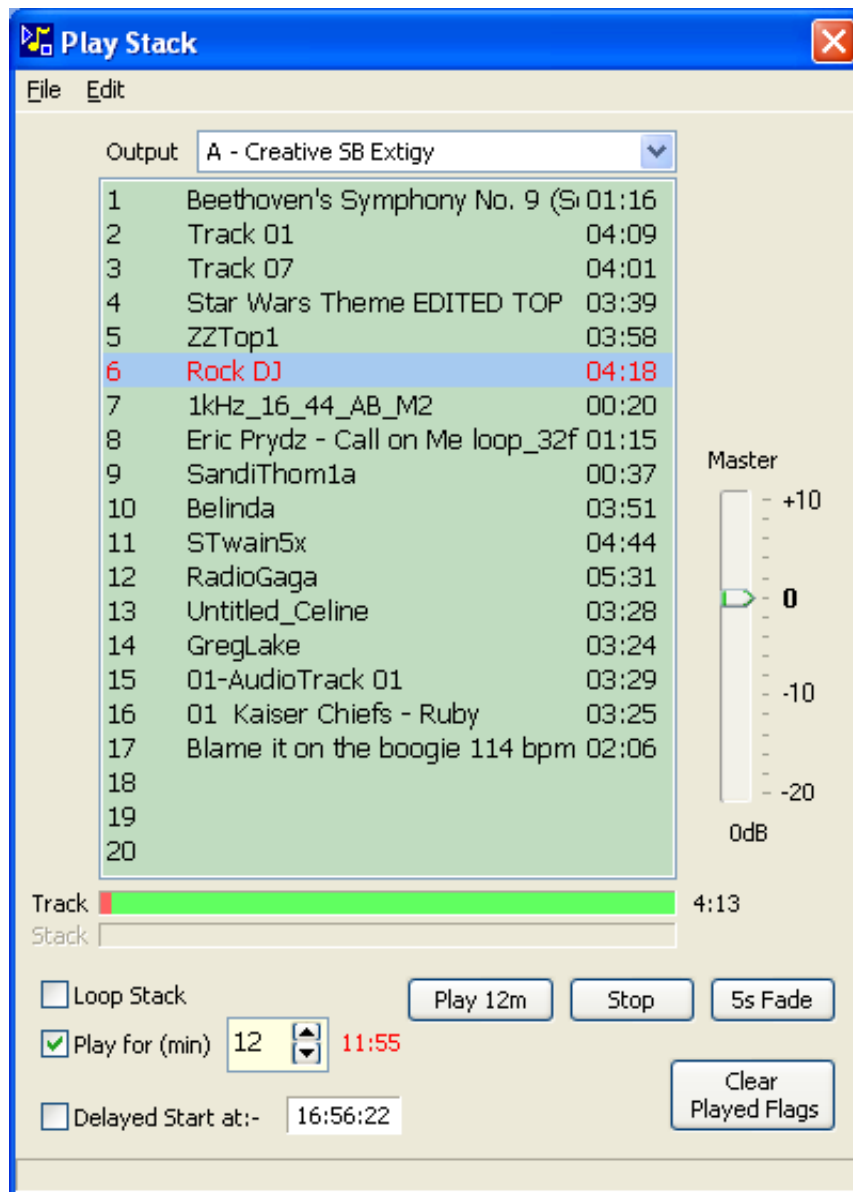 Play Stack
File Edit
Output A - Creative SB Extigy
1 Beethoven's Symphony No. 9 (S 01:16
2 Track 01 04:09
3 Track 07 04:01
4 Star Wars Theme EDITED TOP 03:39
5 ZZTop1 03:58
6 Rock DJ 04:18
7 1kHz_16_44_AB_M2 00:20
8 Eric Prydz - Call on Me loop_32f 01:15
9 SandiThom1a 00:37
10 Belinda 03:51
11 STwain5x 04:44
12 RadioGaga 05:31
13 Untitled_Celine 03:28
14 GregLake 03:24
15 01-AudioTrack 01 03:29
16 01 Kaiser Chiefs - Ruby 03:25
17 Blame it on the boogie 114 bpm 02:06
18
19
20
Master
+10
0
-10
-20
0dB
Track 4:13
Stack
Loop Stack
Play 12m Stop 5s Fade
Play for (min) 12 11:55
Clear
Played Flags
Delayed Start at:- 16:56:22